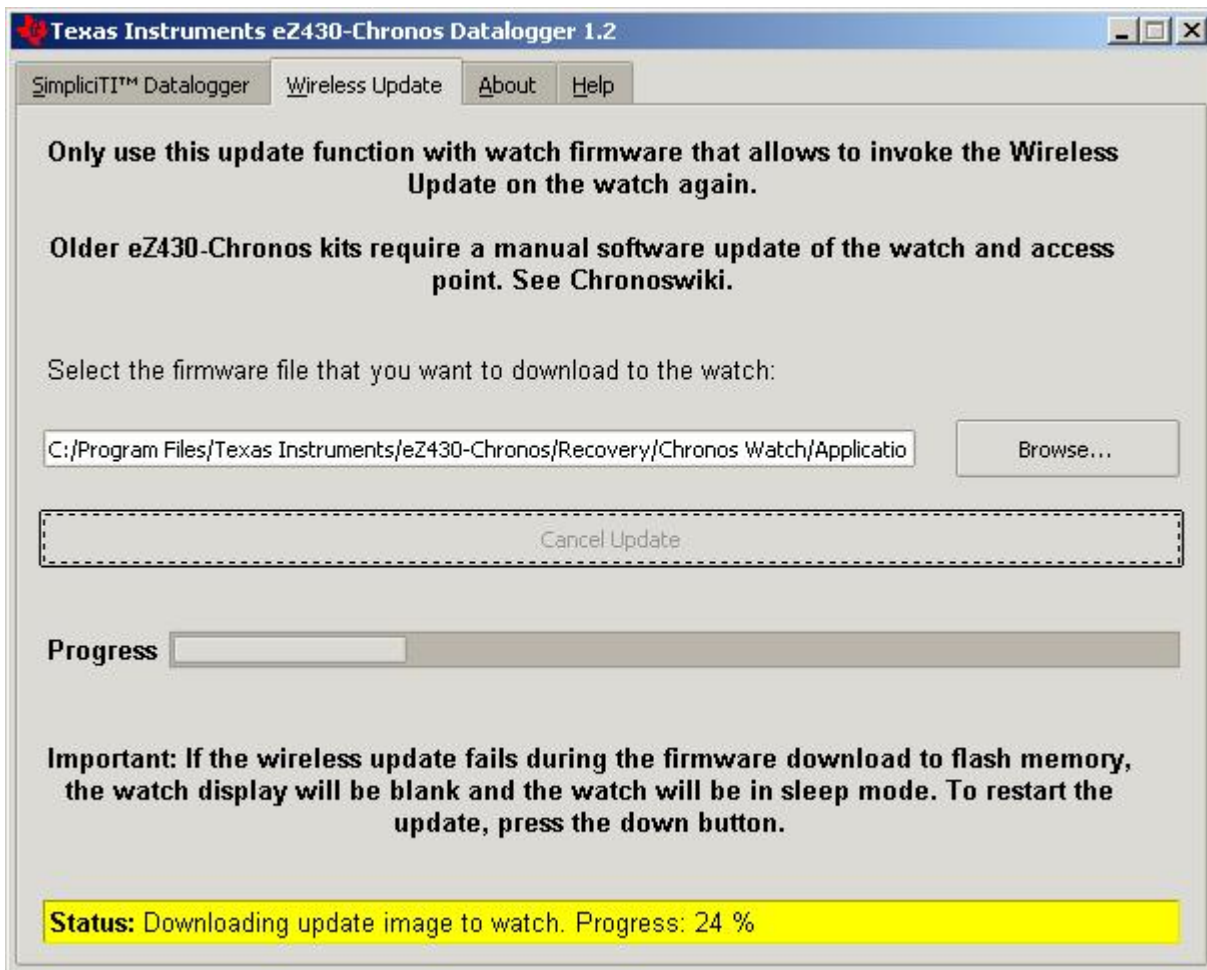 Texas Instruments eZ430-Chronos Datalogger 1.2
SimpliciTI™ Datalogger Wireless Update About Help
Only use this update function with watch firmware that allows to invoke the Wireless
Update on the watch again.
Older eZ430-Chronos kits require a manual software update of the watch and access
point. See Chronoswiki.
Select the firmware file that you want to download to the watch:
C:/Program Files/Texas Instruments/eZ430-Chronos/Recovery/Chronos Watch/Applicatio Browse...
Cancel Update
Progress
Important: If the wireless update fails during the firmware download to flash memory,
the watch display will be blank and the watch will be in sleep mode. To restart the
update, press the down button.
Status: Downloading update image to watch. Progress: 24 %